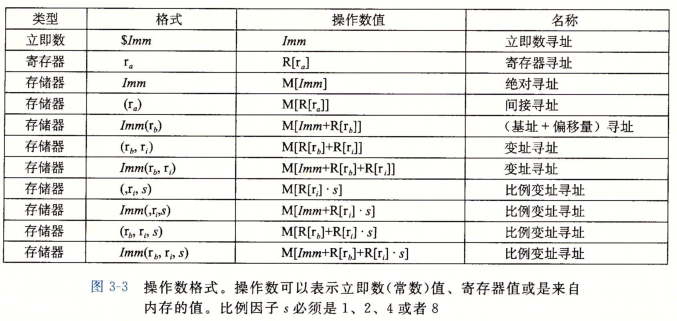 类型 格式 操作数值 名称
立即数 $Imm Imm 立即数寻址
寄存器 rₐ R[rₐ] 寄存器寻址
存储器 Imm M[Imm] 绝对寻址
存储器 (rₐ) M[R[rₐ]] 间接寻址
存储器 Imm(r_b) M[Imm+R[r_b]] （基址+偏移量）寻址
存储器 (r_b, r_i) M[R[r_b]+R[r_i]] 变址寻址
存储器 Imm(r_b, r_i) M[Imm+R[r_b]+R[r_i]] 变址寻址
存储器 (,r_i, s) M[R[r_i]·s] 比例变址寻址
存储器 Imm(,r_i,s) M[Imm+R[r_i]·s] 比例变址寻址
存储器 (r_b, r_i, s) M[R[r_b]+R[r_i]·s] 比例变址寻址
存储器 Imm(r_b, r_i, s) M[Imm+R[r_b]+R[r_i]·s] 比例变址寻址
图 3-3 操作数格式。操作数可以表示立即数(常数)值、寄存器值或是来自
内存的值。比例因子 s 必须是 1、2、4 或者 8